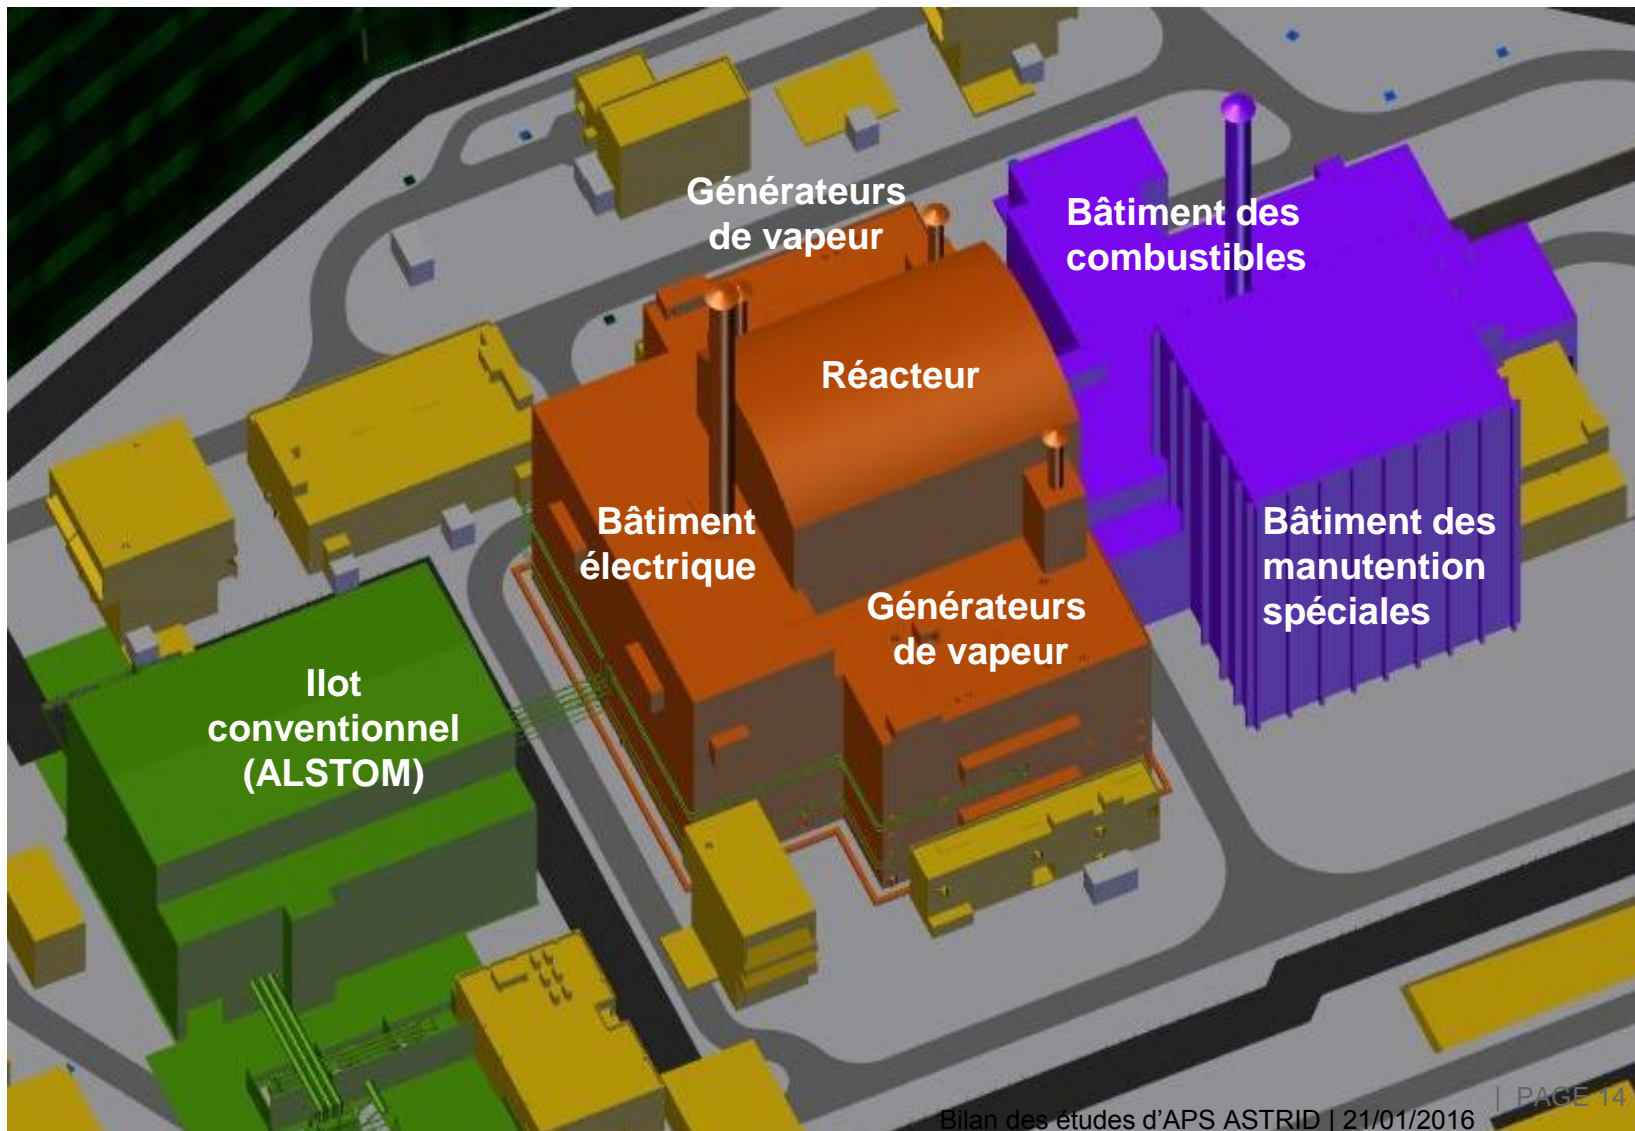 Générateurs
de vapeur
Bâtiment des
combustibles
Réacteur
Bâtiment
électrique
Bâtiment des
manutention
spéciales
Générateurs
de vapeur
Ilot
conventionnel
(ALSTOM)
| PAGE 14
Bilan des études d'APS ASTRID | 21/01/2016